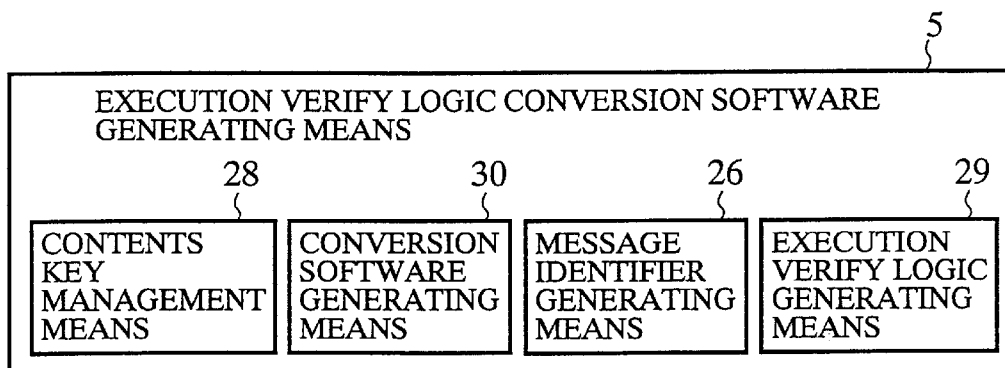 5
EXECUTION VERIFY LOGIC CONVERSION SOFTWARE
GENERATING MEANS
28
CONTENTS
KEY
MANAGEMENT
MEANS
30
CONVERSION
SOFTWARE
GENERATING
MEANS
26
MESSAGE
IDENTIFIER
GENERATING
MEANS
29
EXECUTION
VERIFY LOGIC
GENERATING
MEANS